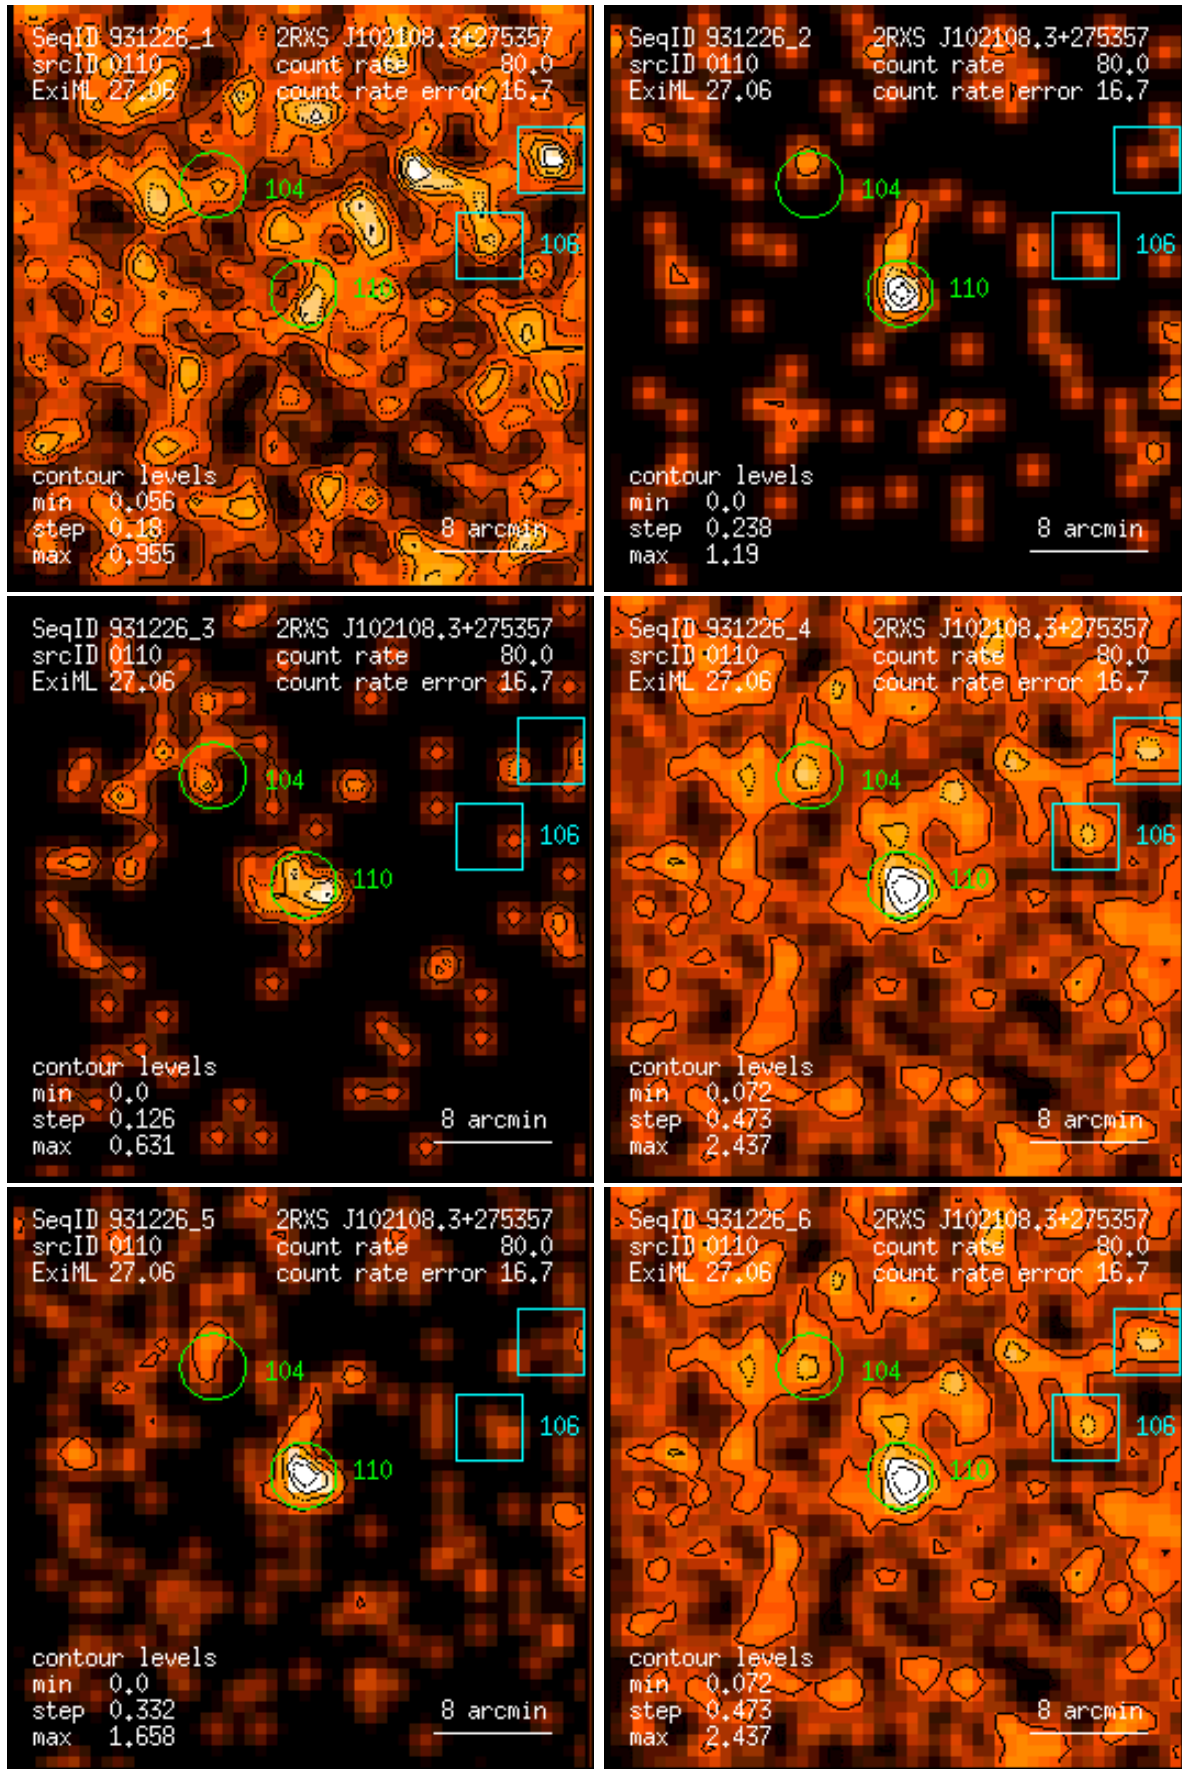 SeqID 931226_1 2RXS J102108.3+275357
srcID 0110 count rate 80.0
ExiML 27.06 count rate error 16.7
104
106
110
contour levels
min 0.056
step 0.18
max 0.955
8 arcmin
SeqID 931226_2 2RXS J102108.3+275357
srcID 0110 count rate 80.0
ExiML 27.06 count rate error 16.7
104
106
110
contour levels
min 0.0
step 0.238
max 1.19
8 arcmin
SeqID 931226_3 2RXS J102108.3+275357
srcID 0110 count rate 80.0
ExiML 27.06 count rate error 16.7
104
106
110
contour levels
min 0.0
step 0.126
max 0.631
8 arcmin
SeqID 931226_4 2RXS J102108.3+275357
srcID 0110 count rate 80.0
ExiML 27.06 count rate error 16.7
104
106
110
contour levels
min 0.072
step 0.473
max 2.437
8 arcmin
SeqID 931226_5 2RXS J102108.3+275357
srcID 0110 count rate 80.0
ExiML 27.06 count rate error 16.7
104
106
110
contour levels
min 0.0
step 0.332
max 1.658
8 arcmin
SeqID 931226_6 2RXS J102108.3+275357
srcID 0110 count rate 80.0
ExiML 27.06 count rate error 16.7
104
106
110
contour levels
min 0.072
step 0.473
max 2.437
8 arcmin